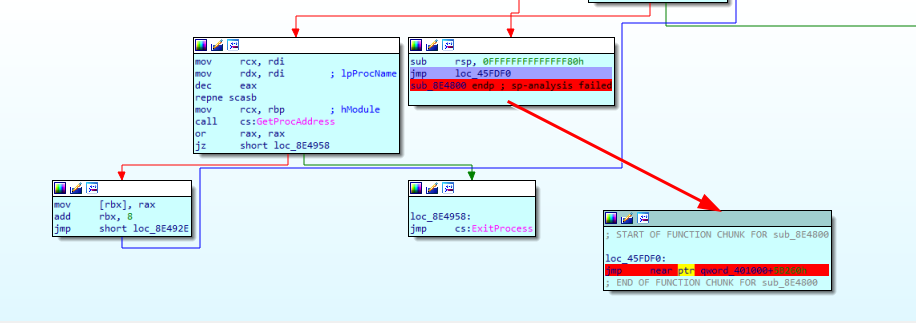 mov rcx, rdi
mov rdx, rdi ; lpProcName
dec eax
repne scasb
mov rcx, rbp ; hModule
call cs:GetProcAddress
or rax, rax
jz short loc_8E4958
sub rsp, 0FFFFFFFFFFFFFF80h
jmp loc_45FDF0
sub_8E4800 endp ; sp-analysis failed
mov [rbx], rax
add rbx, 8
jmp short loc_8E492E
loc_8E4958:
jmp cs:ExitProcess
; START OF FUNCTION CHUNK FOR sub_8E4800
loc_45FDF0:
jmp near ptr qword_401000+
; END OF FUNCTION CHUNK FOR sub_8E4800